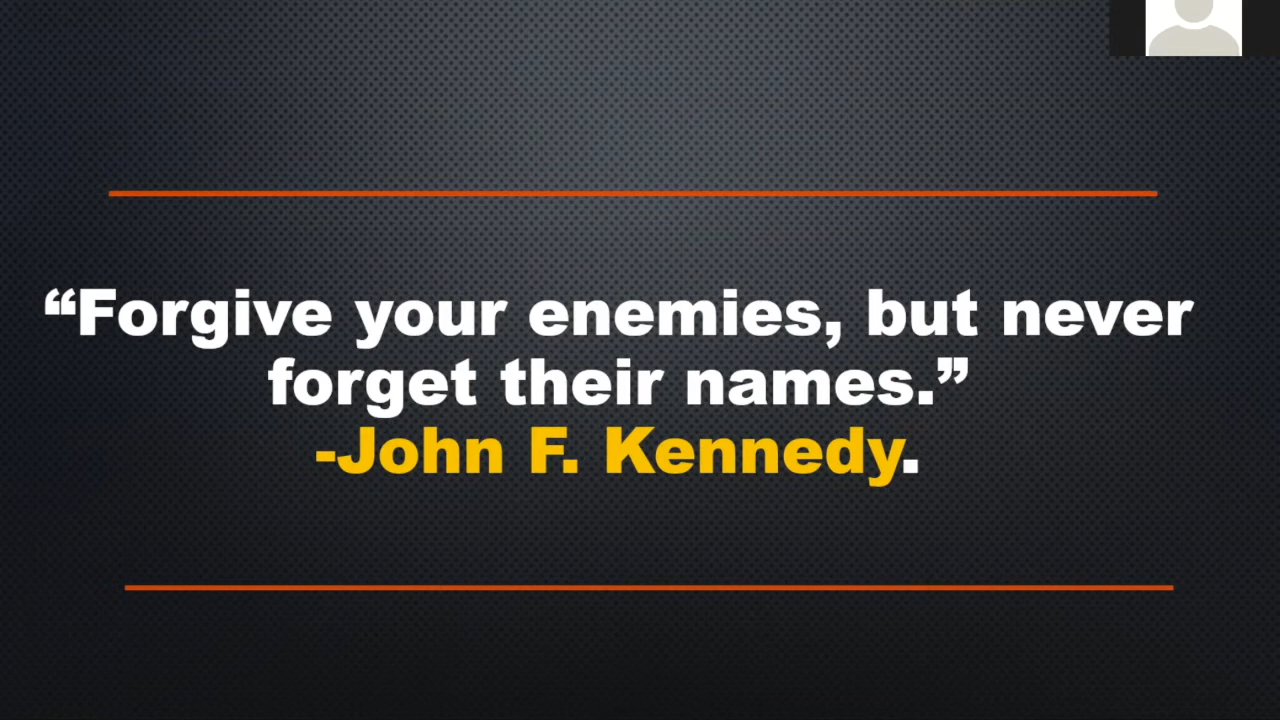 “Forgive your enemies, but never
forget their names.”
-John F. Kennedy.